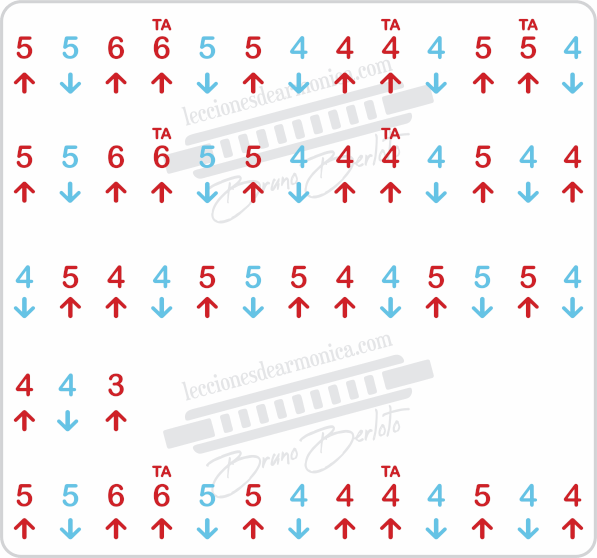 TA TA TA
5 5 6 6 5 5 4 4 4 4 5 5 4
↑ ↓ ↑ ↑ ↓ ↑ ↓ ↑ ↑ ↓ ↑ ↑ ↓
leccionesdearmonica.com
TA TA
5 5 6 6 5 5 4 4 4 4 5 4 4
↑ ↓ ↑ ↑ ↓ ↑ ↓ ↑ ↑ ↓ ↑ ↓ ↑
Bruno Berloto
4 5 4 4 5 5 5 4 4 5 5 5 4
↓ ↑ ↑ ↓ ↑ ↓ ↑ ↑ ↓ ↑ ↓ ↑ ↓
leccionesdearmonica.com
4 4 3
↑ ↓ ↑
Bruno Berloto
TA TA
5 5 6 6 5 5 4 4 4 4 5 4 4
↑ ↓ ↑ ↑ ↓ ↑ ↓ ↑ ↑ ↓ ↑ ↓ ↑